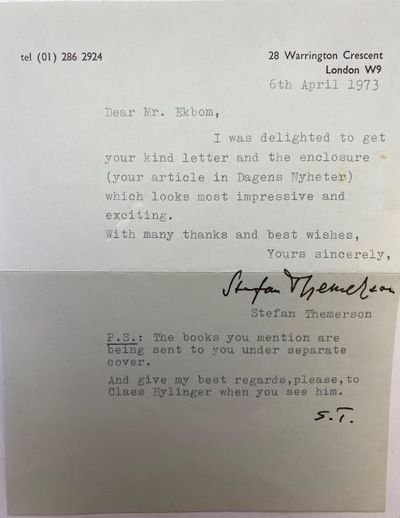 tel (01) 286 2924
28 Warrington Crescent
London W9
6th April 1973
Dear Mr. Ekbom,
I was delighted to get
your kind letter and the enclosure
(your article in Dagens Nyheter)
which looks most impressive and
exciting.
With many thanks and best wishes,
Yours sincerely,
Stefan Themerson
Stefan Themerson
P.S.: The books you mention are
being sent to you under separate
cover.
And give my best regards,please,to
Claes Hylinger when you see him.
S.T.